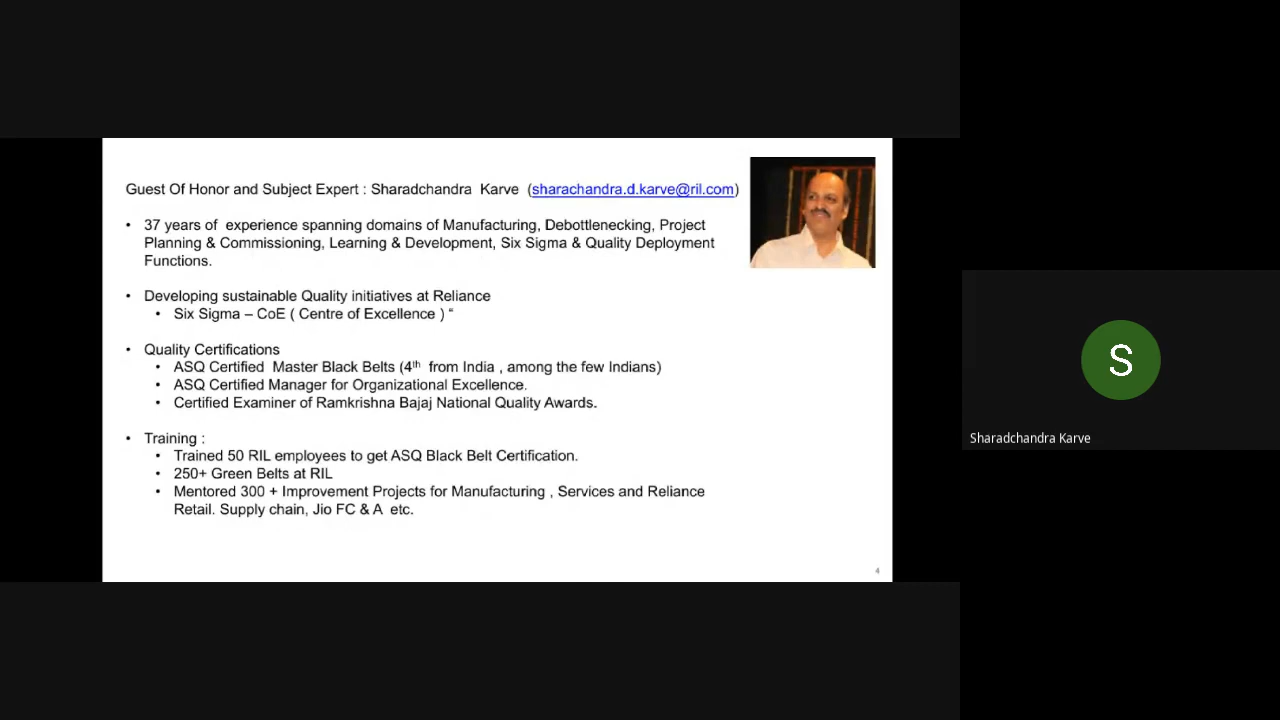 Guest Of Honor and Subject Expert : Sharadchandra Karve (sharachandra.d.karve@ril.com)
• 37 years of experience spanning domains of Manufacturing, Debottlenecking, Project
Planning & Commissioning, Learning & Development, Six Sigma & Quality Deployment
Functions.
• Developing sustainable Quality initiatives at Reliance
• Six Sigma – CoE ( Centre of Excellence ) “
• Quality Certifications
• ASQ Certified Master Black Belts (4th from India , among the few Indians)
• ASQ Certified Manager for Organizational Excellence.
• Certified Examiner of Ramkrishna Bajaj National Quality Awards.
• Training :
• Trained 50 RIL employees to get ASQ Black Belt Certification.
• 250+ Green Belts at RIL
• Mentored 300 + Improvement Projects for Manufacturing , Services and Reliance
Retail. Supply chain, Jio FC & A etc.
4
S
Sharadchandra Karve